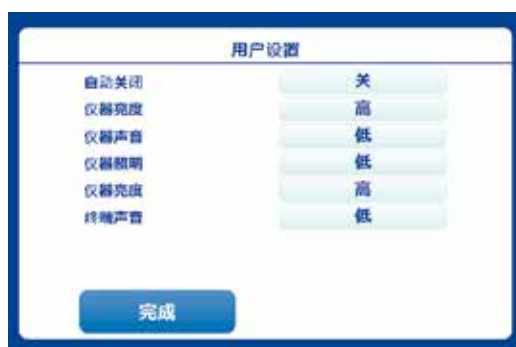 用户设置
自动关闭 关
仪器亮度 高
仪器声音 低
仪器照明 低
仪器亮度 高
终端声音 低
完成